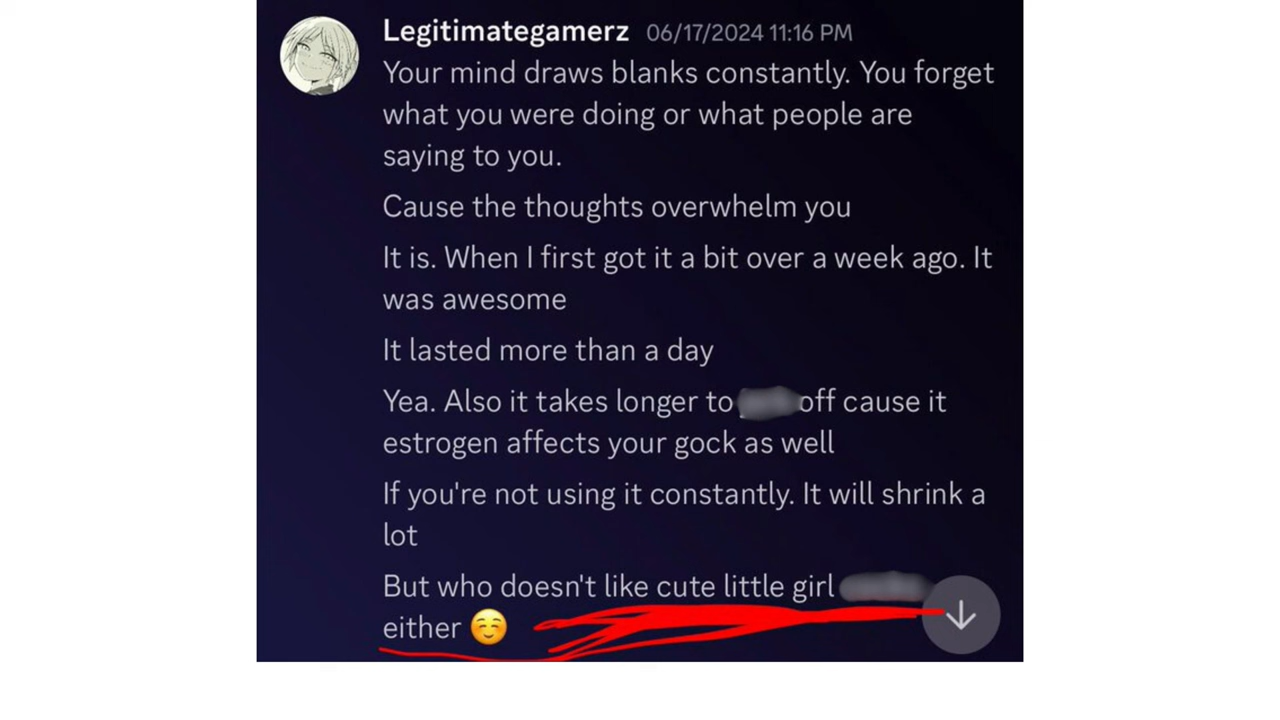 Legitimategamerz 06/17/2024 11:16 PM
Your mind draws blanks constantly. You forget
what you were doing or what people are
saying to you.
Cause the thoughts overwhelm you
It is. When I first got it a bit over a week ago. It
was awesome
It lasted more than a day
Yea. Also it takes longer to off cause it
estrogen affects your gock as well
If you're not using it constantly. It will shrink a
lot
But who doesn't like cute little girl
either ☺️